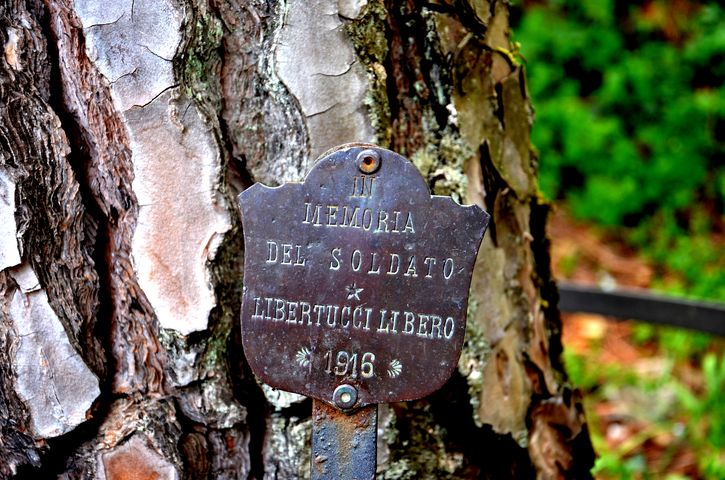 IN
MEMORIA
DEL SOLDATO
LIBERTUCCI LIBERO
1916